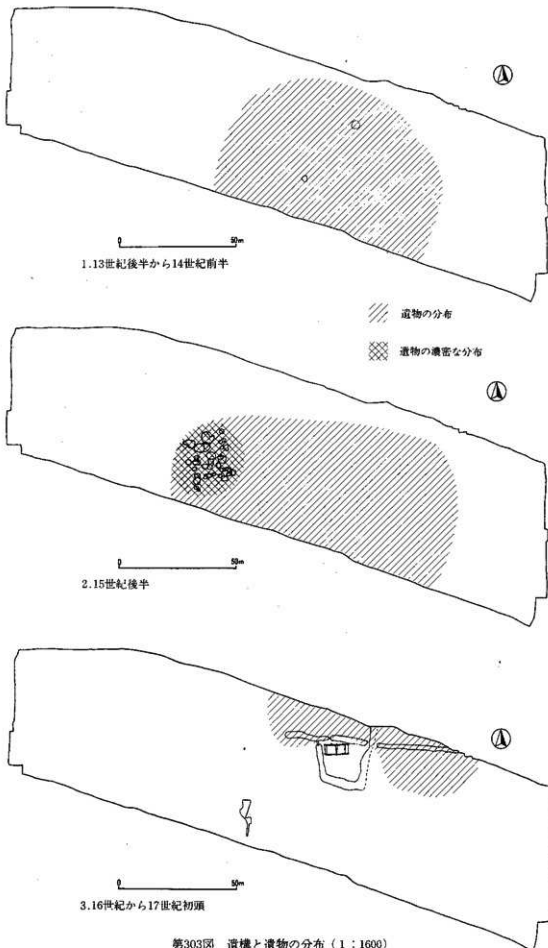 0 50m
1.13世紀後半から14世紀前半
遺物の分布
遺物の濃密な分布
0 50m
2.15世紀後半
0 50m
3.16世紀から17世紀初頭
第303図 遺構と遺物の分布（1：1600）